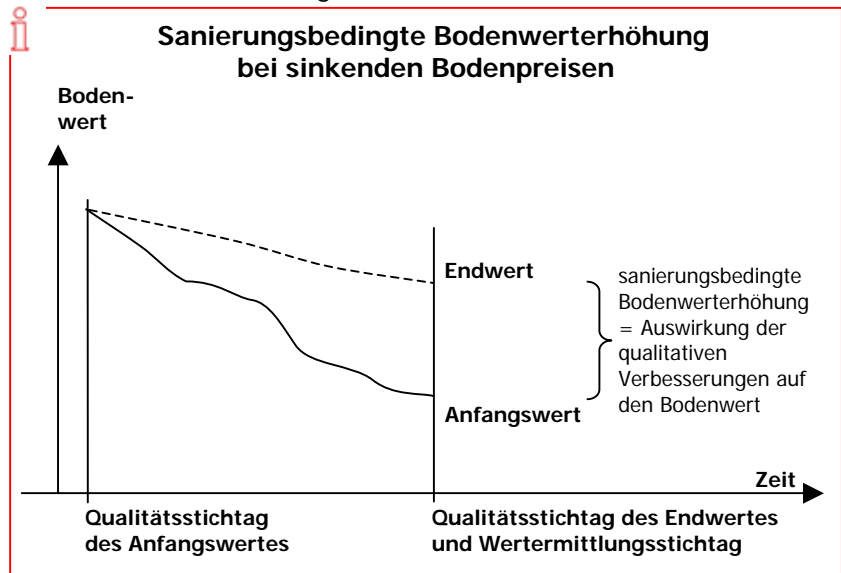 Sanierungsbedingte Bodenwerterhöhung
bei sinkenden Bodenpreisen
Boden-
wert
Endwert
sanierungsbedingte
Bodenwerterhöhung
= Auswirkung der
qualitativen
Verbesserungen auf
den Bodenwert
Anfangswert
Zeit
Qualitätsstichtag
des Anfangswertes
Qualitätsstichtag des Endwertes
und Wertermittlungsstichtag